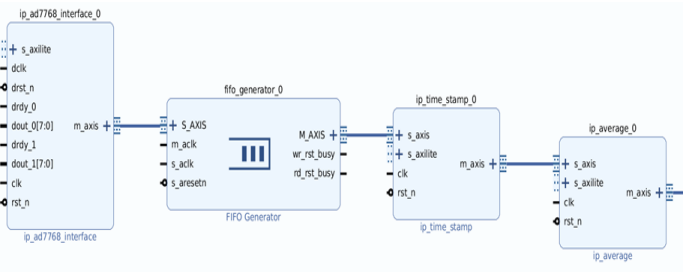 ip_ad7768_interface_0
+ s_axilite
dclk
drst_n
drdy_0
dout_0[7:0]
m_axis +
drdy_1
dout_1[7:0]
clk
rst_n
ip_ad7768_interface
fifo_generator_0
+ S_AXIS
M_AXIS +
m_aclk
wr_rst_busy
s_aclk
rd_rst_busy
s_aresetn
FIFO Generator
ip_time_stamp_0
+ s_axis
+ s_axilite
m_axis +
clk
rst_n
ip_time_stamp
ip_average_0
+ s_axis
+ s_axilite
m_axis +
clk
rst_n
ip_average